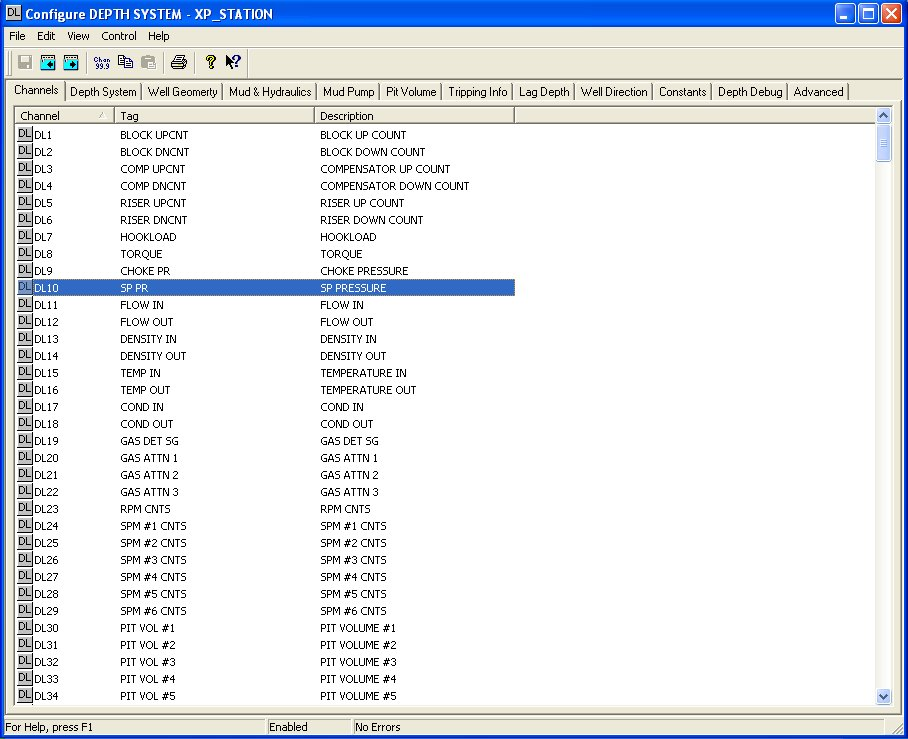 DL Configure DEPTH SYSTEM - XP_STATION
File Edit View Control Help
Chan 99.9
Channels Depth System Well Geomerty Mud & Hydraulics Mud Pump Pit Volume Tripping Info Lag Depth Well Direction Constants Depth Debug Advanced
Channel Tag Description
DL DL1 BLOCK UPCNT BLOCK UP COUNT
DL DL2 BLOCK DNCNT BLOCK DOWN COUNT
DL DL3 COMP UPCNT COMPENSATOR UP COUNT
DL DL4 COMP DNCNT COMPENSATOR DOWN COUNT
DL DL5 RISER UPCNT RISER UP COUNT
DL DL6 RISER DNCNT RISER DOWN COUNT
DL DL7 HOOKLOAD HOOKLOAD
DL DL8 TORQUE TORQUE
DL DL9 CHOKE PR CHOKE PRESSURE
DL DL10 SP PR SP PRESSURE
DL DL11 FLOW IN FLOW IN
DL DL12 FLOW OUT FLOW OUT
DL DL13 DENSITY IN DENSITY IN
DL DL14 DENSITY OUT DENSITY OUT
DL DL15 TEMP IN TEMPERATURE IN
DL DL16 TEMP OUT TEMPERATURE OUT
DL DL17 COND IN COND IN
DL DL18 COND OUT COND OUT
DL DL19 GAS DET SG GAS DET SG
DL DL20 GAS ATTN 1 GAS ATTN 1
DL DL21 GAS ATTN 2 GAS ATTN 2
DL DL22 GAS ATTN 3 GAS ATTN 3
DL DL23 RPM CNTS RPM CNTS
DL DL24 SPM #1 CNTS SPM #1 CNTS
DL DL25 SPM #2 CNTS SPM #2 CNTS
DL DL26 SPM #3 CNTS SPM #3 CNTS
DL DL27 SPM #4 CNTS SPM #4 CNTS
DL DL28 SPM #5 CNTS SPM #5 CNTS
DL DL29 SPM #6 CNTS SPM #6 CNTS
DL DL30 PIT VOL #1 PIT VOLUME #1
DL DL31 PIT VOL #2 PIT VOLUME #2
DL DL32 PIT VOL #3 PIT VOLUME #3
DL DL33 PIT VOL #4 PIT VOLUME #4
DL DL34 PIT VOL #5 PIT VOLUME #5
For Help, press F1 Enabled No Errors